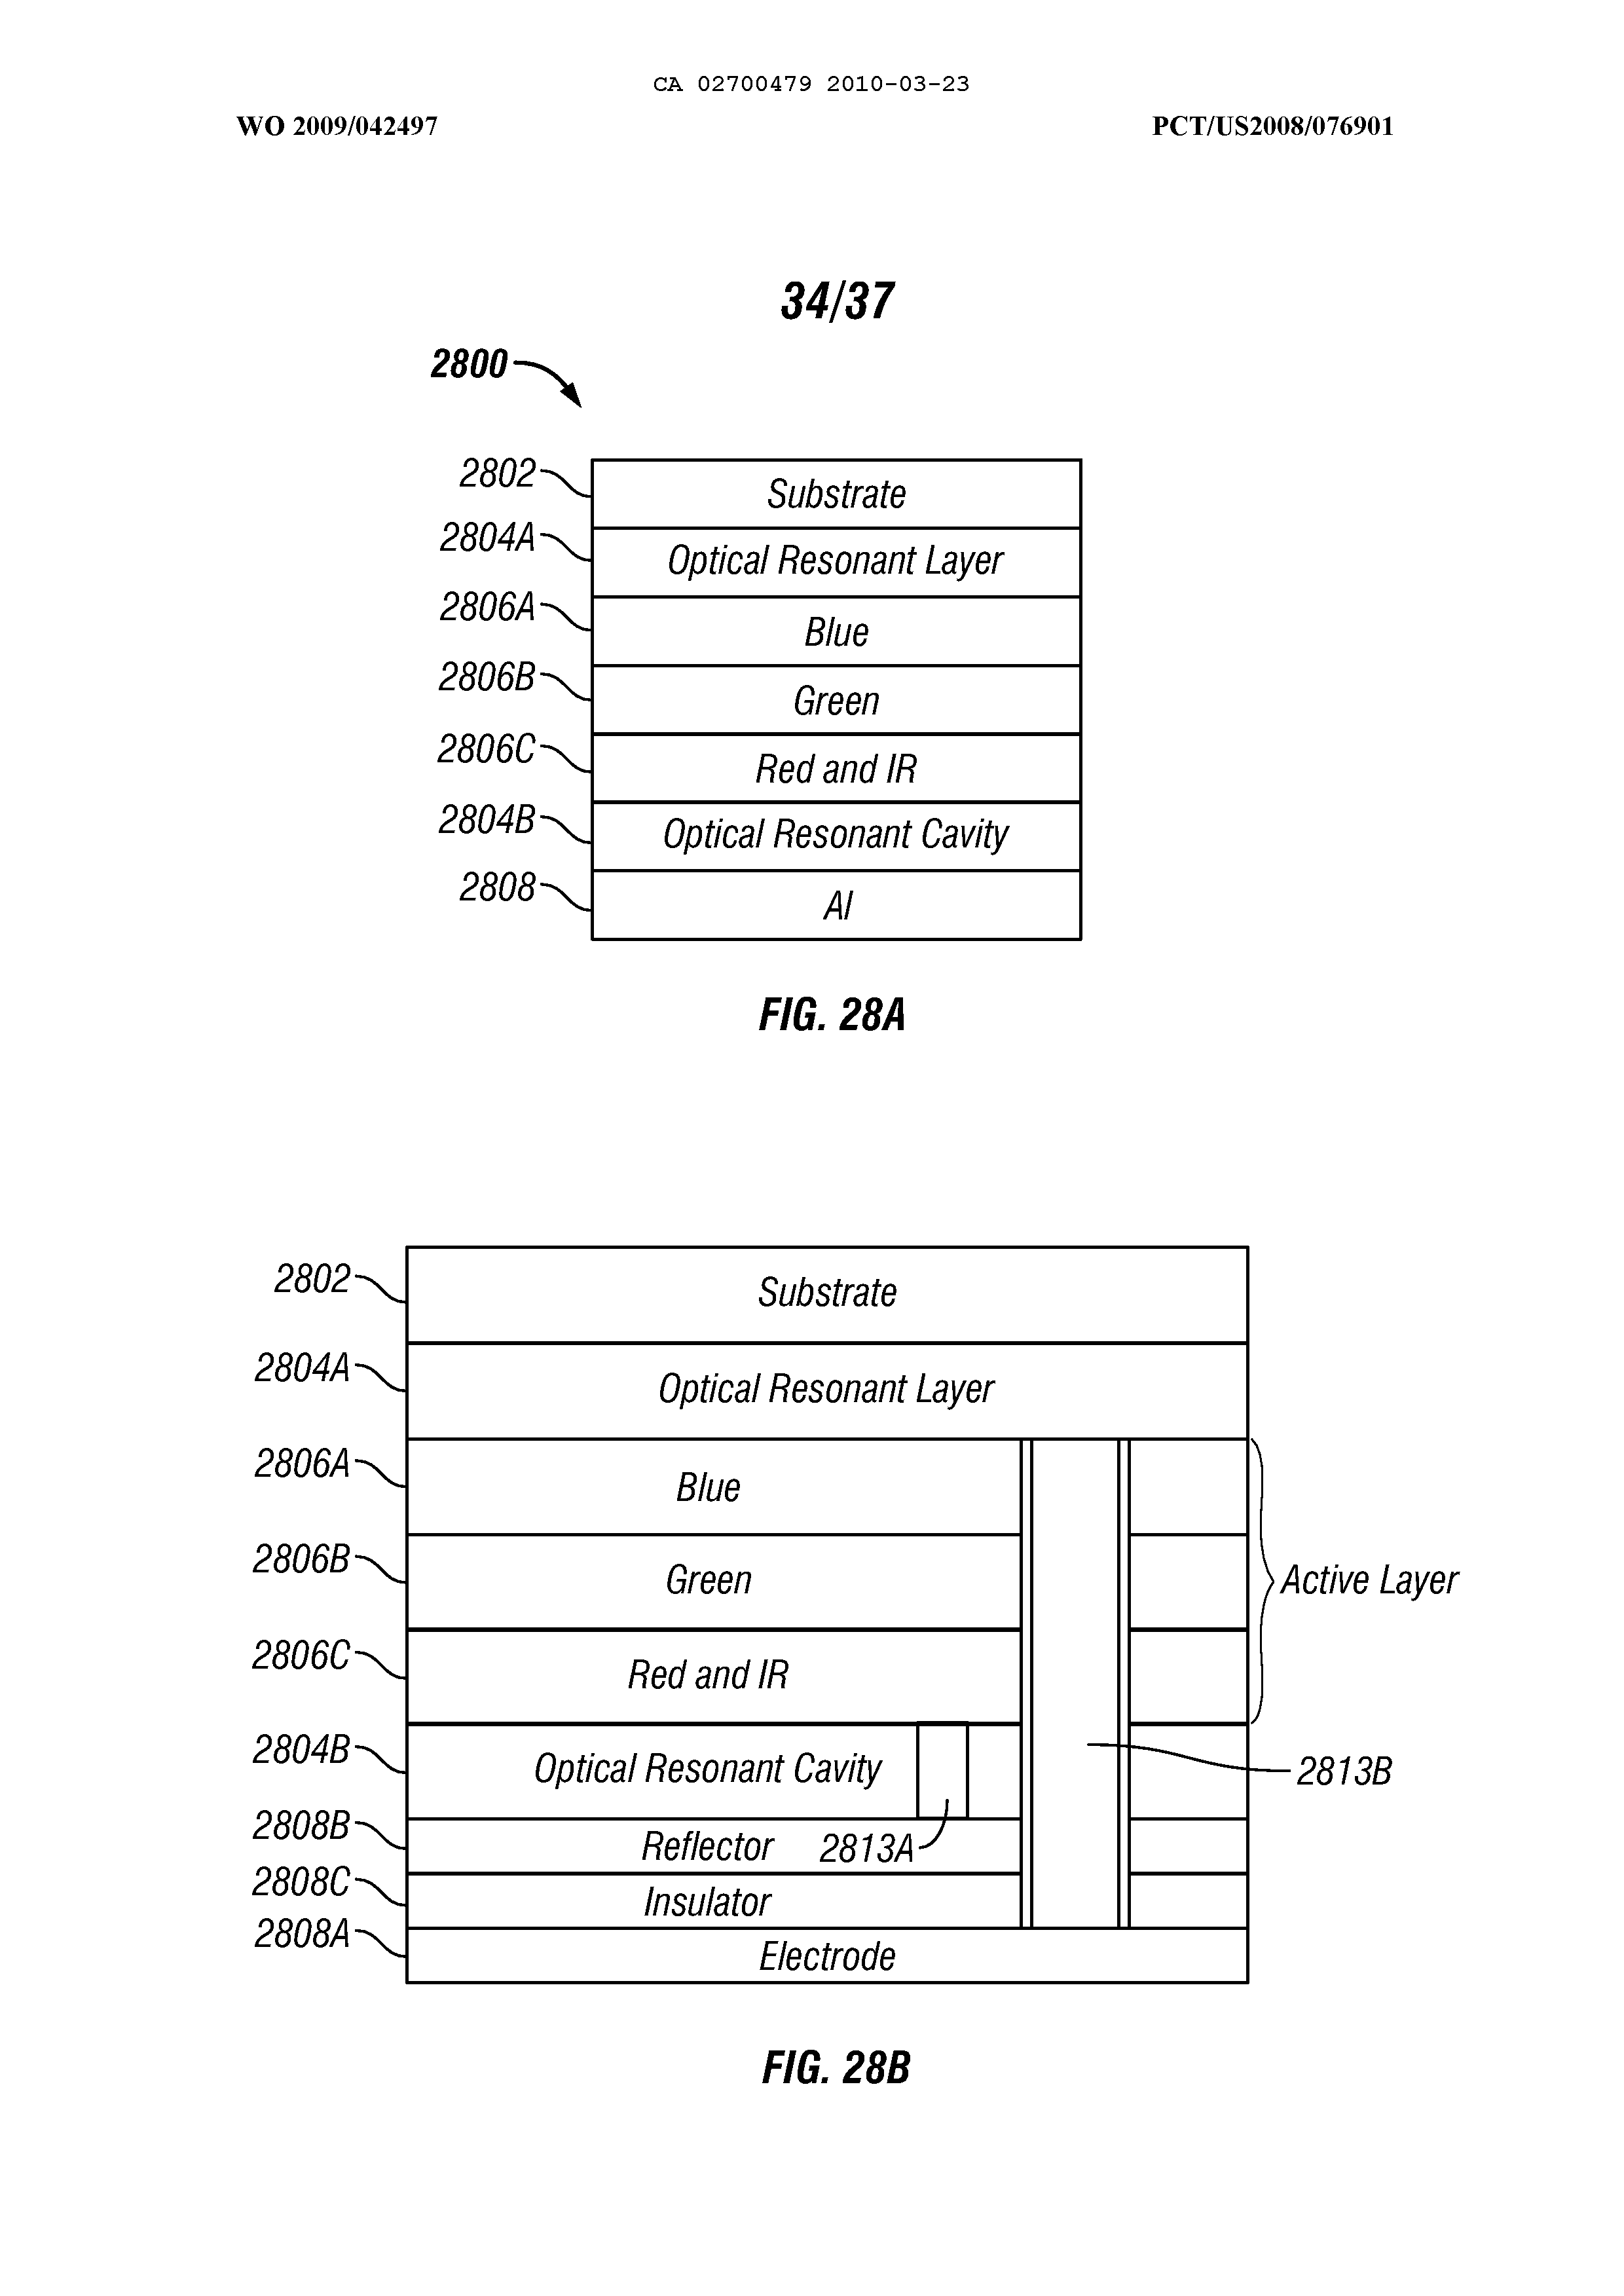 CA 02700479 2010-03-23
WO 2009/042497 PCT/US2008/076901
34/37
2800
2802 Substrate
2804A Optical Resonant Layer
2806A Blue
2806B Green
2806C Red and IR
2804B Optical Resonant Cavity
2808 Al
FIG. 28A
2802 Substrate
2804A Optical Resonant Layer
2806A Blue
2806B Green Active Layer
2806C Red and IR
2804B Optical Resonant Cavity 2813B
2808B Reflector 2813A
2808C Insulator
2808A Electrode
FIG. 28B